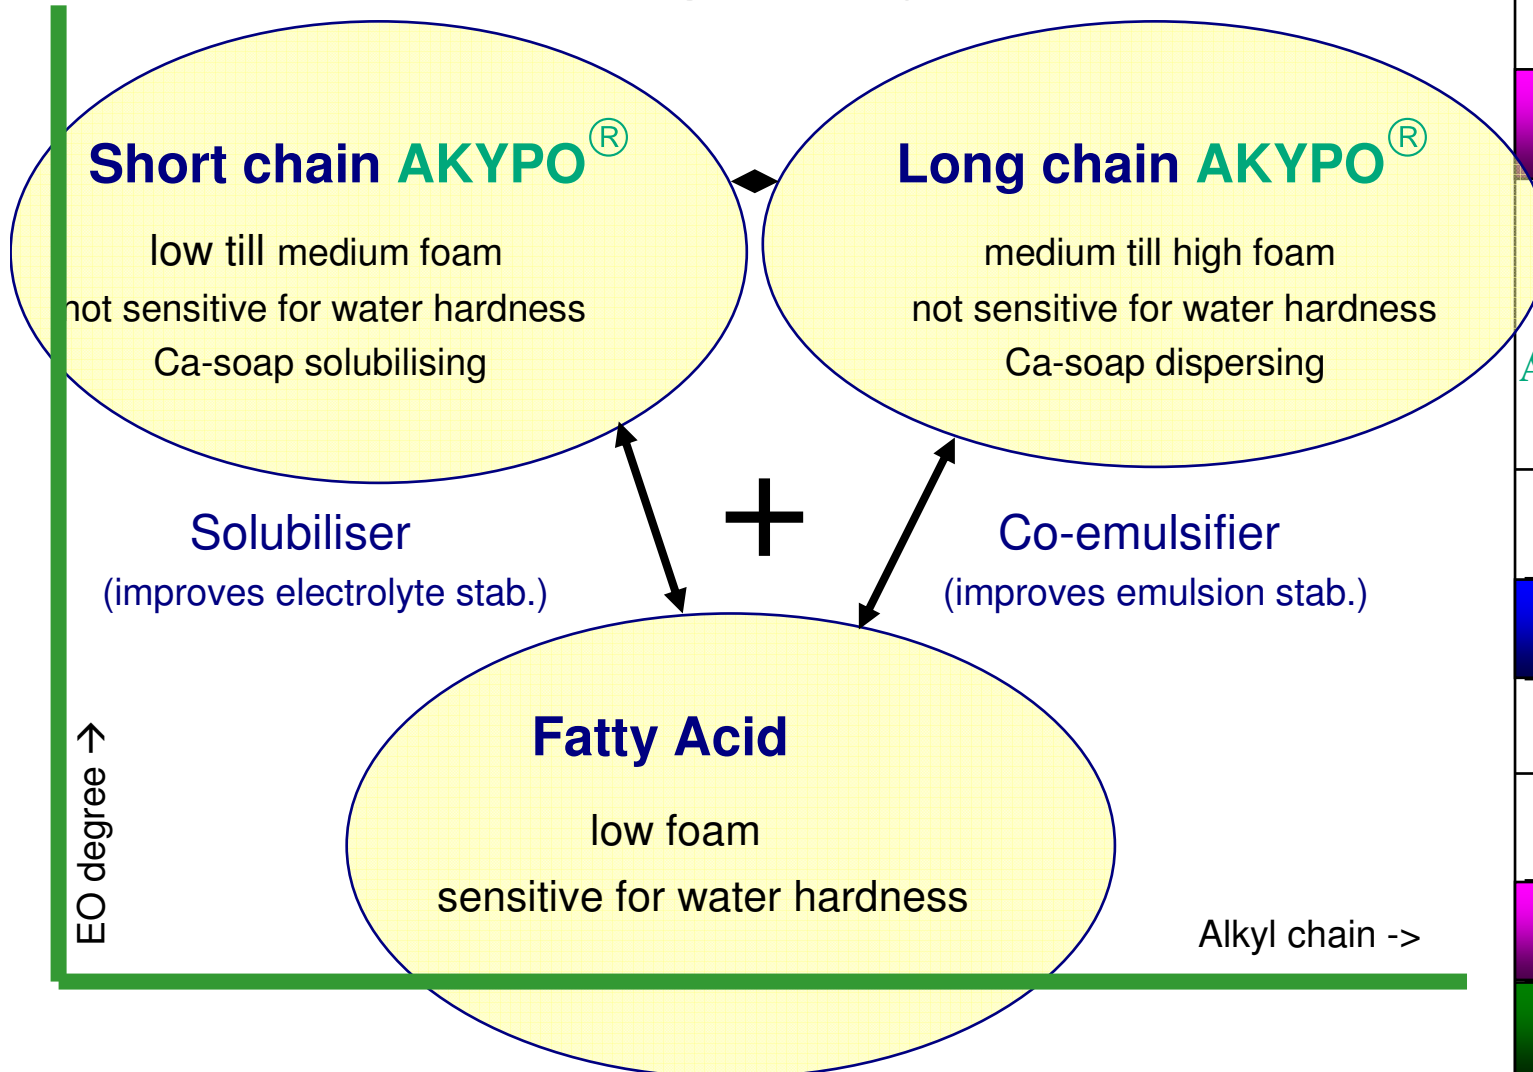 Short chain AKYPO®
low till medium foam
not sensitive for water hardness
Ca-soap solubilising
Long chain AKYPO®
medium till high foam
not sensitive for water hardness
Ca-soap dispersing
Solubiliser
(improves electrolyte stab.)
+
Co-emulsifier
(improves emulsion stab.)
Fatty Acid
low foam
sensitive for water hardness
EO degree →
Alkyl chain ->